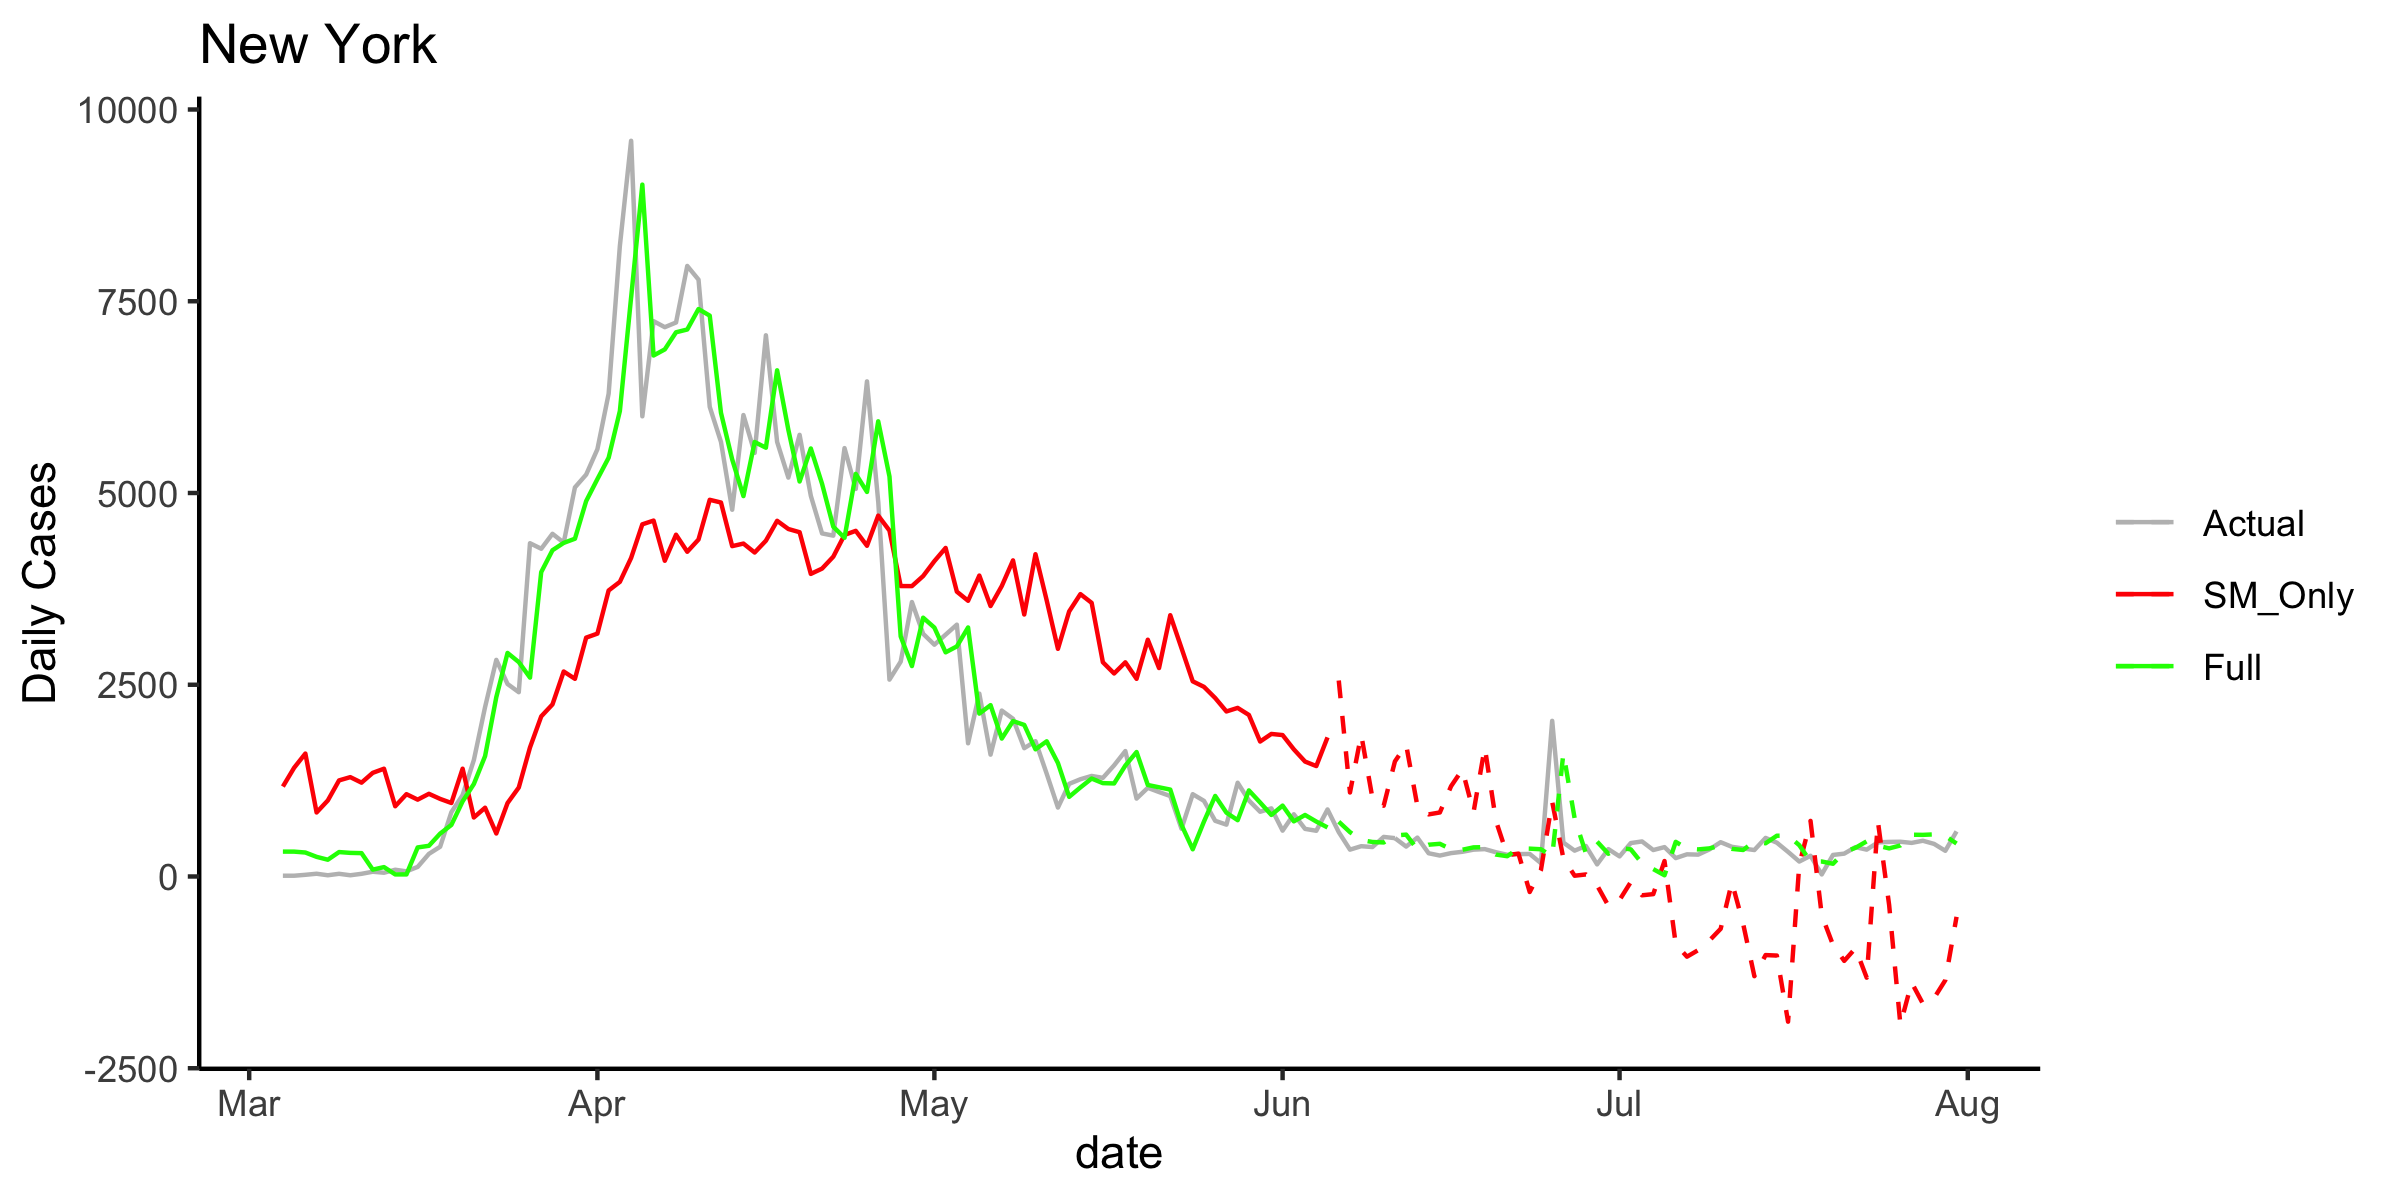 New York
10000
7500
5000
2500
0
-2500
Daily Cases
Mar Apr May Jun Jul Aug
date
Actual
SM_Only
Full